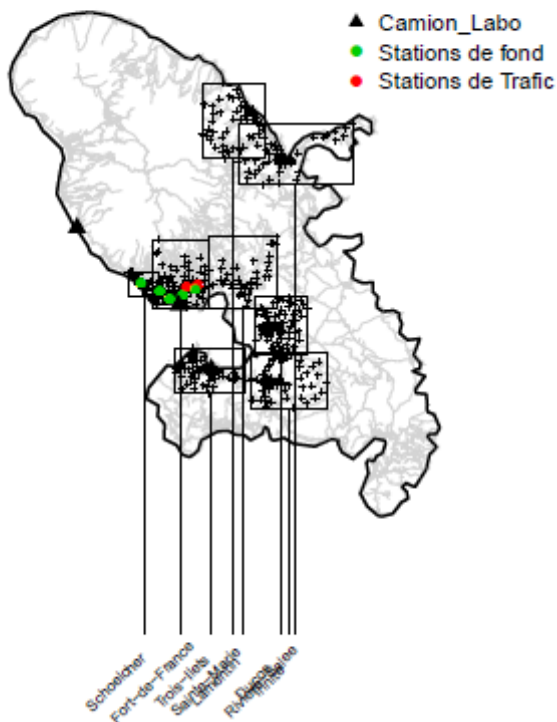 Camion_Labo
Stations de fond
Stations de Trafic
Schoelcher
Fort-de-France
Trois-Ilets
Sainte-Marie
Lamentin
Ducos